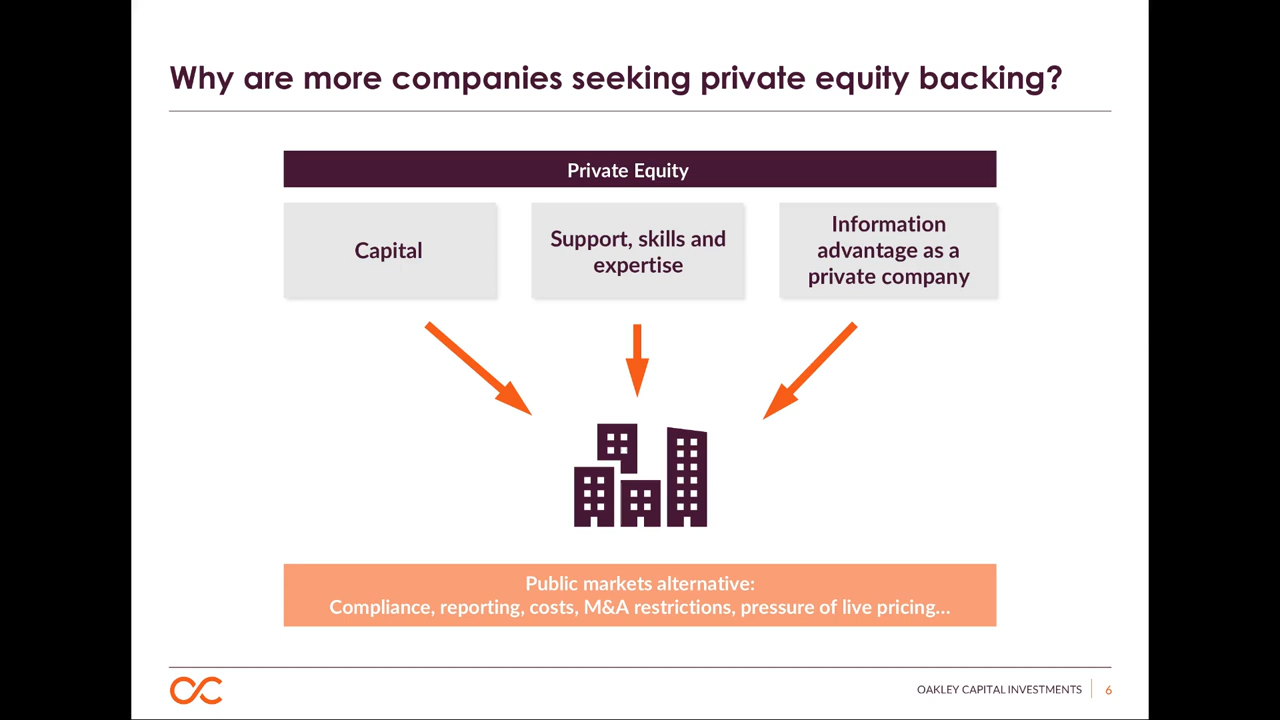 Why are more companies seeking private equity backing?
Private Equity
Capital
Support, skills and
expertise
Information
advantage as a
private company
Public markets alternative:
Compliance, reporting, costs, M&A restrictions, pressure of live pricing...
OAKLEY CAPITAL INVESTMENTS
6